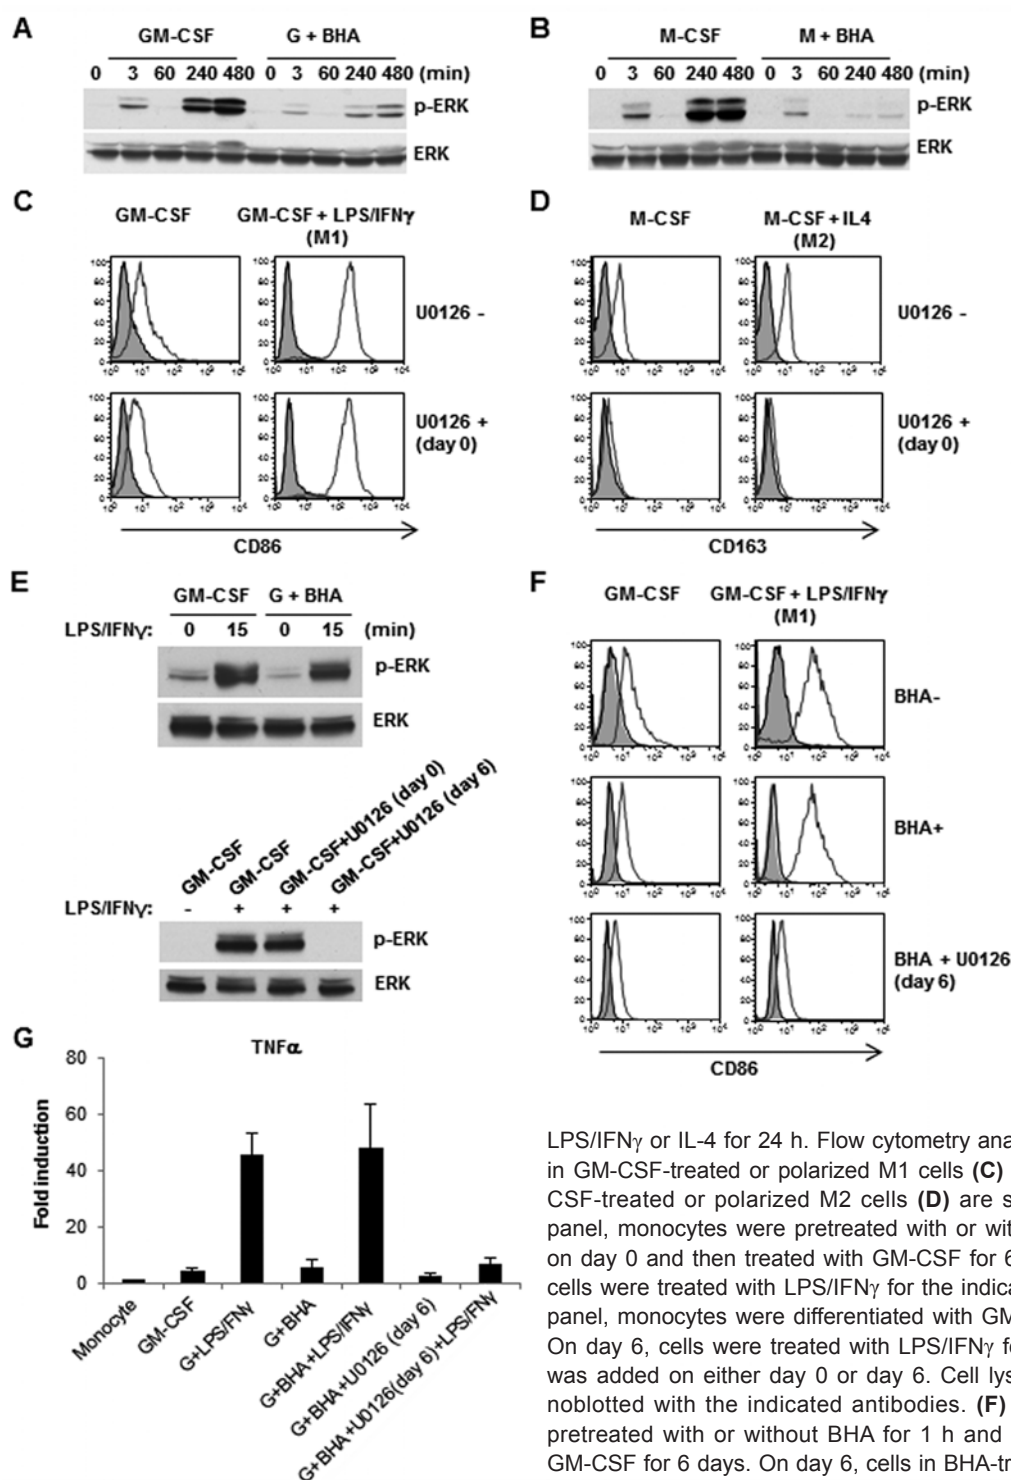 A
GM-CSF G + BHA
0 3 60 240 480 0 3 60 240 480 (min)
p-ERK
ERK
B
M-CSF M + BHA
0 3 60 240 480 0 3 60 240 480 (min)
p-ERK
ERK
C
GM-CSF GM-CSF + LPS/IFNγ
(M1)
U0126 -
U0126 +
(day 0)
CD86
D
M-CSF M-CSF + IL4
(M2)
U0126 -
U0126 +
(day 0)
CD163
E
GM-CSF G + BHA
LPS/IFNγ: 0 15 0 15 (min)
p-ERK
ERK
GM-CSF
GM-CSF
GM-CSF+U0126 (day 0)
GM-CSF+U0126 (day 6)
LPS/IFNγ: - + + +
p-ERK
ERK
F
GM-CSF GM-CSF + LPS/IFNγ
(M1)
BHA-
BHA+
BHA + U0126
(day 6)
CD86
G
TNFα
Fold induction
80
60
40
20
0
Monocyte
GM-CSF
G+LPS/IFNγ
G+BHA
G+BHA+LPS/IFNγ
G+BHA+U0126 (day 6)
G+BHA+U0126(day 6)+LPS/IFNγ
LPS/IFNγ or IL-4 for 24 h. Flow cytometry ana
in GM-CSF-treated or polarized M1 cells (C)
CSF-treated or polarized M2 cells (D) are s
panel, monocytes were pretreated with or wit
on day 0 and then treated with GM-CSF for 6
cells were treated with LPS/IFNγ for the indica
panel, monocytes were differentiated with GM
On day 6, cells were treated with LPS/IFNγ f
was added on either day 0 or day 6. Cell lys
noblotted with the indicated antibodies. (F)
pretreated with or without BHA for 1 h and
GM-CSF for 6 days. On day 6, cells in BHA-tr